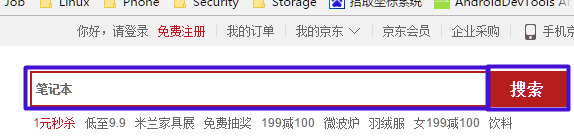 Job Linux Phone Security Storage 拾取坐标系统 AndroidDevTools
你好，请登录 免费注册 我的订单 我的京东 京东会员 企业采购 手机京
笔记本 搜索
1元秒杀 低至9.9 米兰家具展 免费抽奖 199减100 微波炉 羽绒服 女199减100 饮料